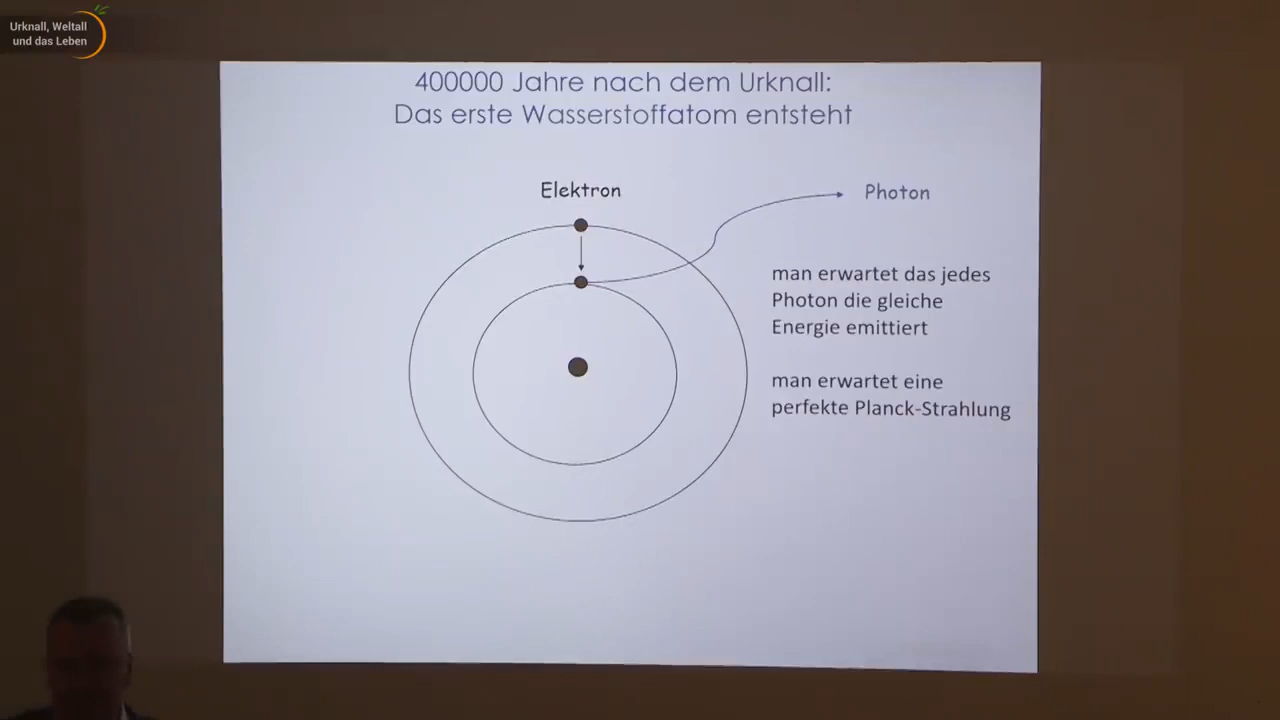 Urknall, Weltall
und das Leben
400000 Jahre nach dem Urknall:
Das erste Wasserstoffatom entsteht
Elektron
Photon
man erwartet das jedes
Photon die gleiche
Energie emittiert
man erwartet eine
perfekte Planck-Strahlung